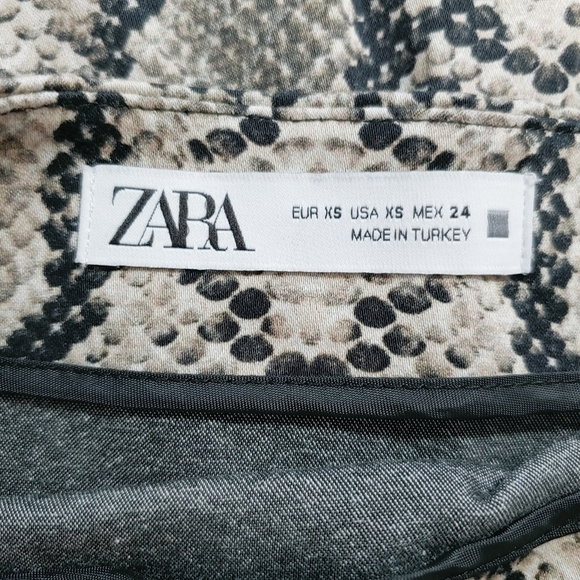 ZARA
EUR XS USA XS MEX 24
MADE IN TURKEY